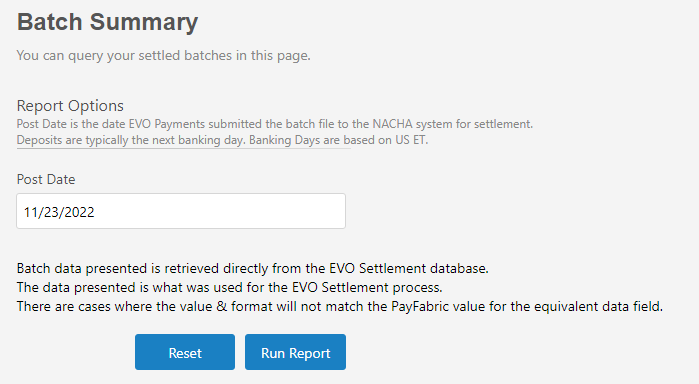 Batch Summary
You can query your settled batches in this page.
Report Options
Post Date is the date EVO Payments submitted the batch file to the NACHA system for settlement.
Deposits are typically the next banking day. Banking Days are based on US ET.
Post Date
11/23/2022
Batch data presented is retrieved directly from the EVO Settlement database.
The data presented is what was used for the EVO Settlement process.
There are cases where the value & format will not match the PayFabric value for the equivalent data field.
Reset Run Report